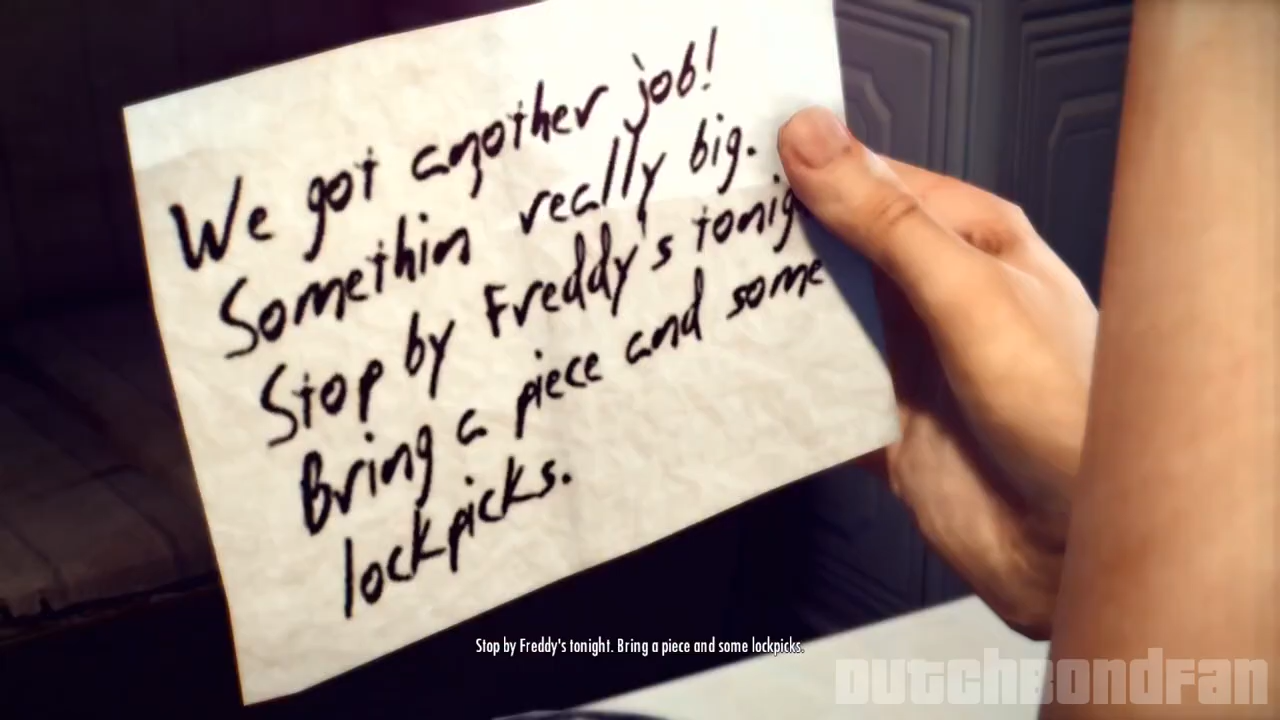 We got another job!
Somethin really big.
Stop by Freddy's tonig
Bring a piece and some
lockpicks.
Stop by Freddy's tonight. Bring a piece and some lockpicks.
DUTCHBONDFAN